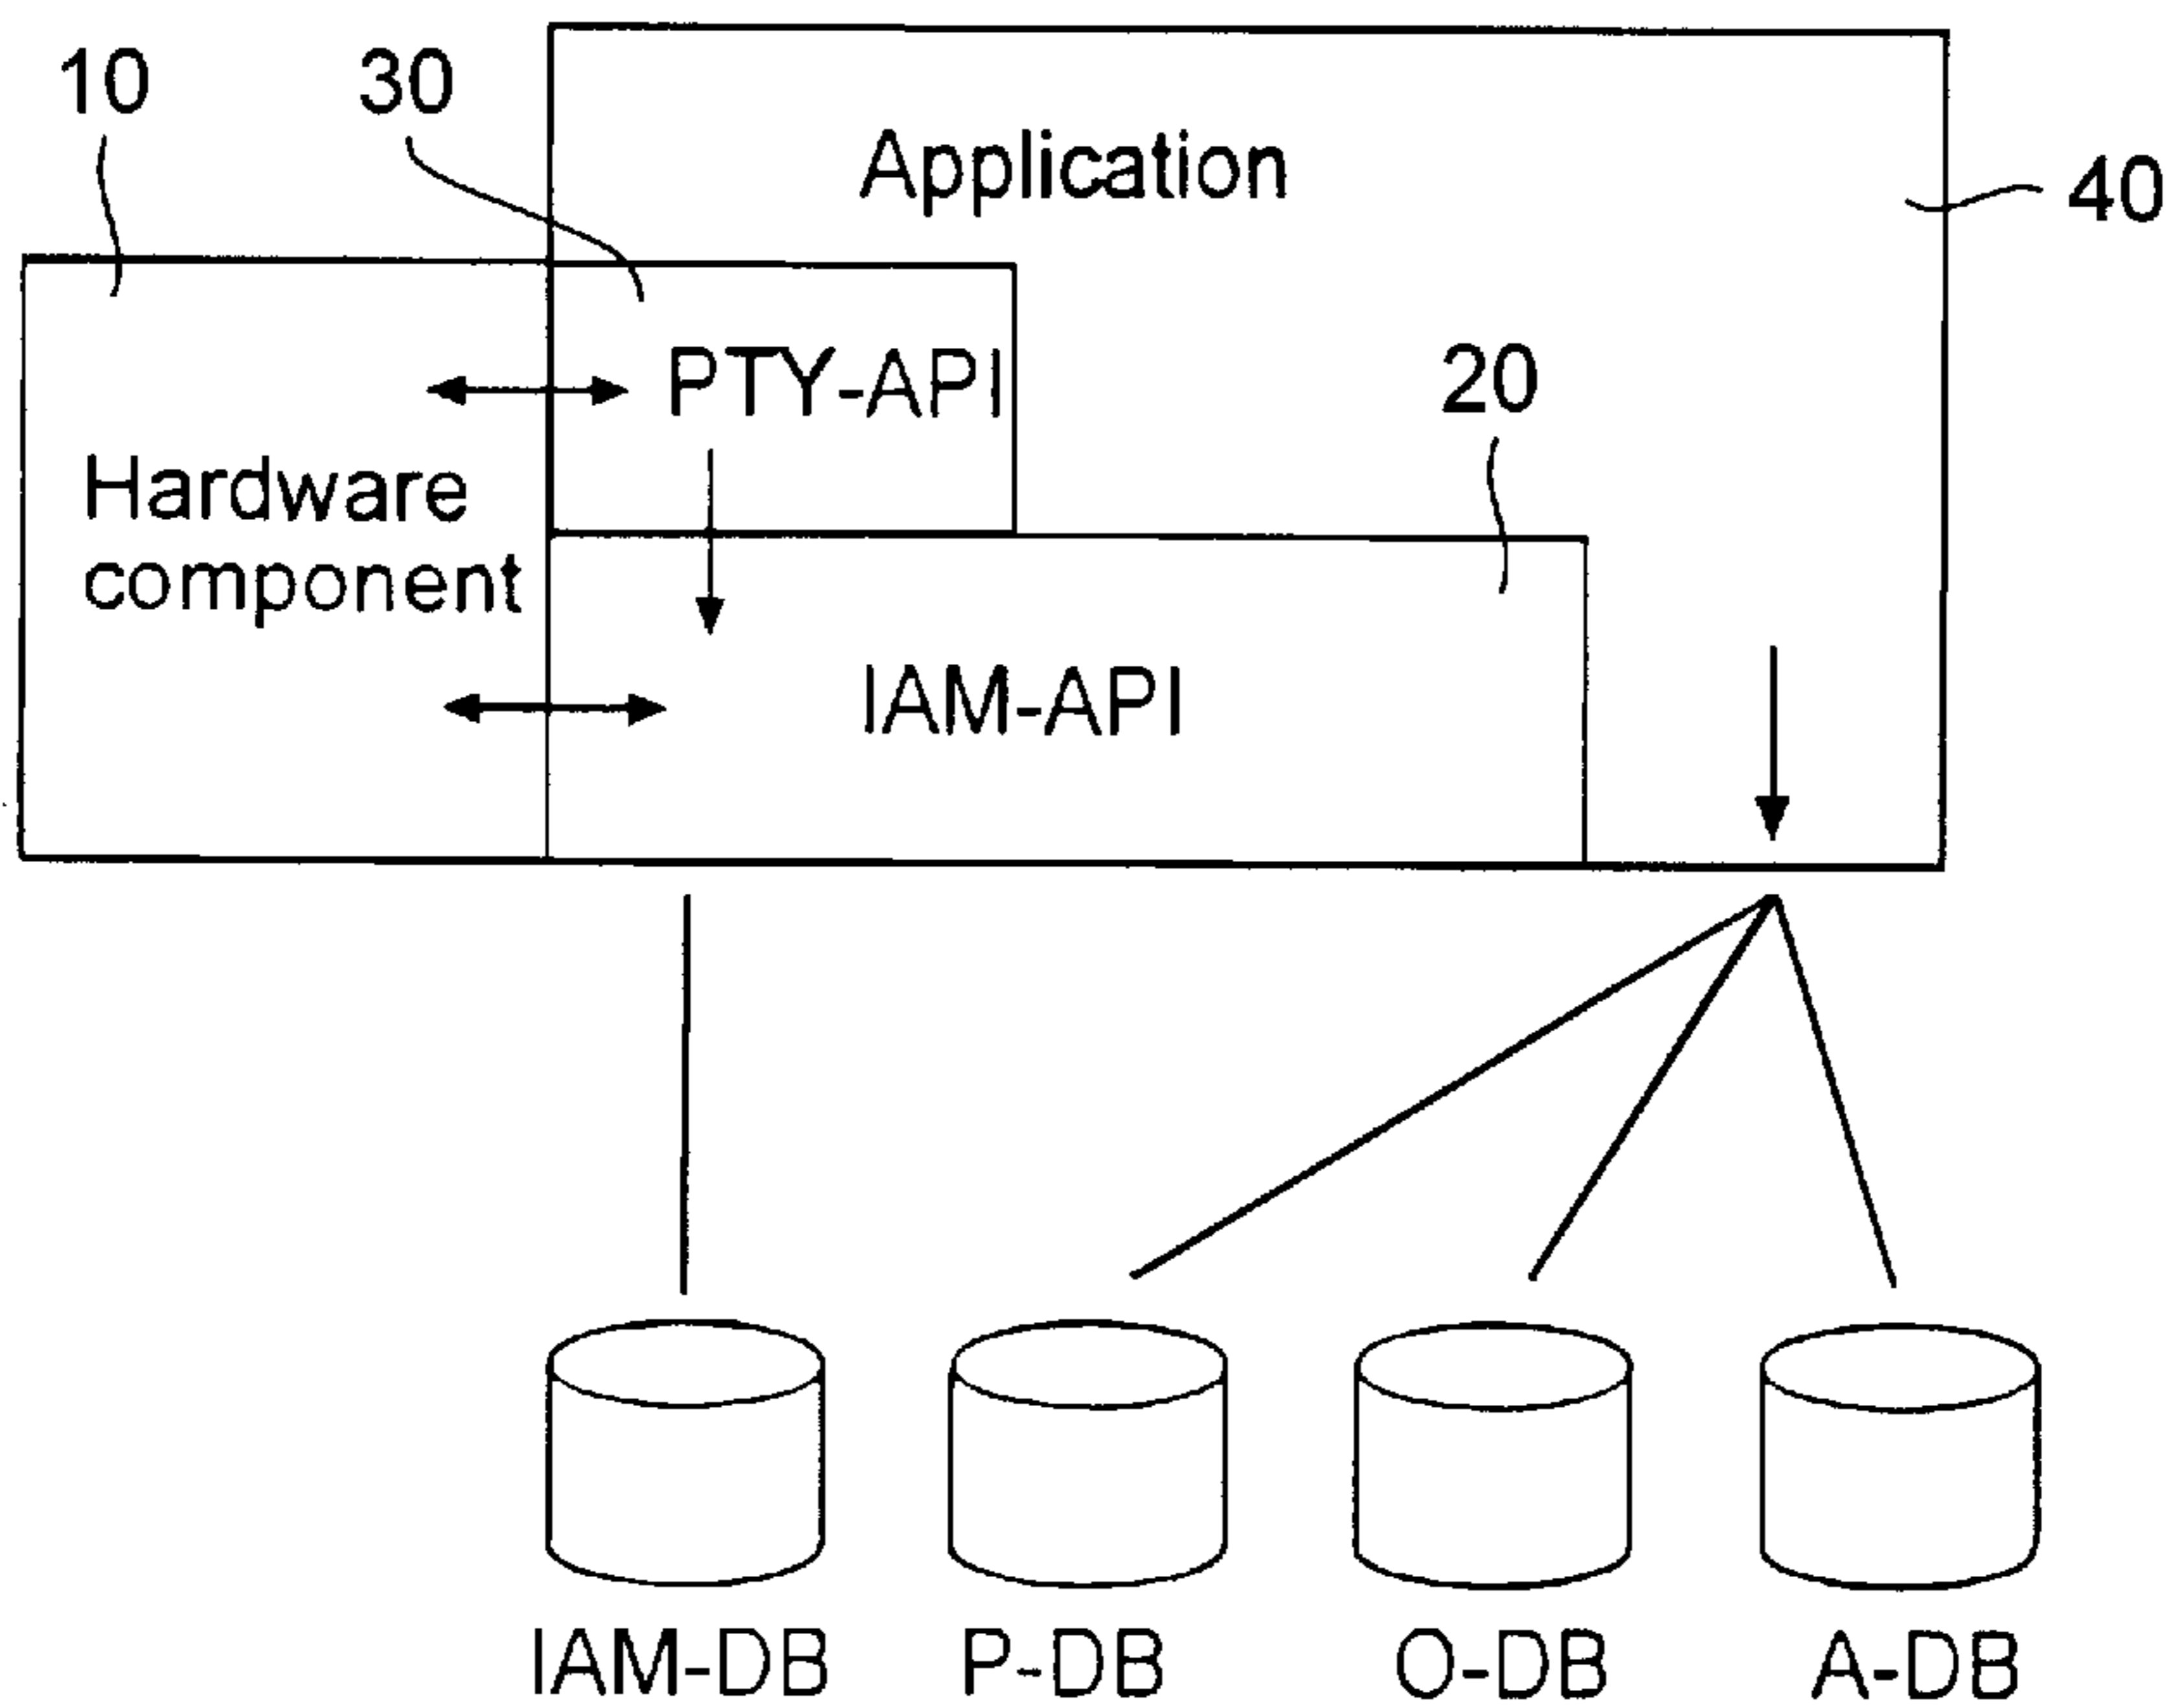 10
30
Application
40
PTY-API
20
Hardware
component
IAM-API
IAM-DB
P-DB
O-DB
A-DB